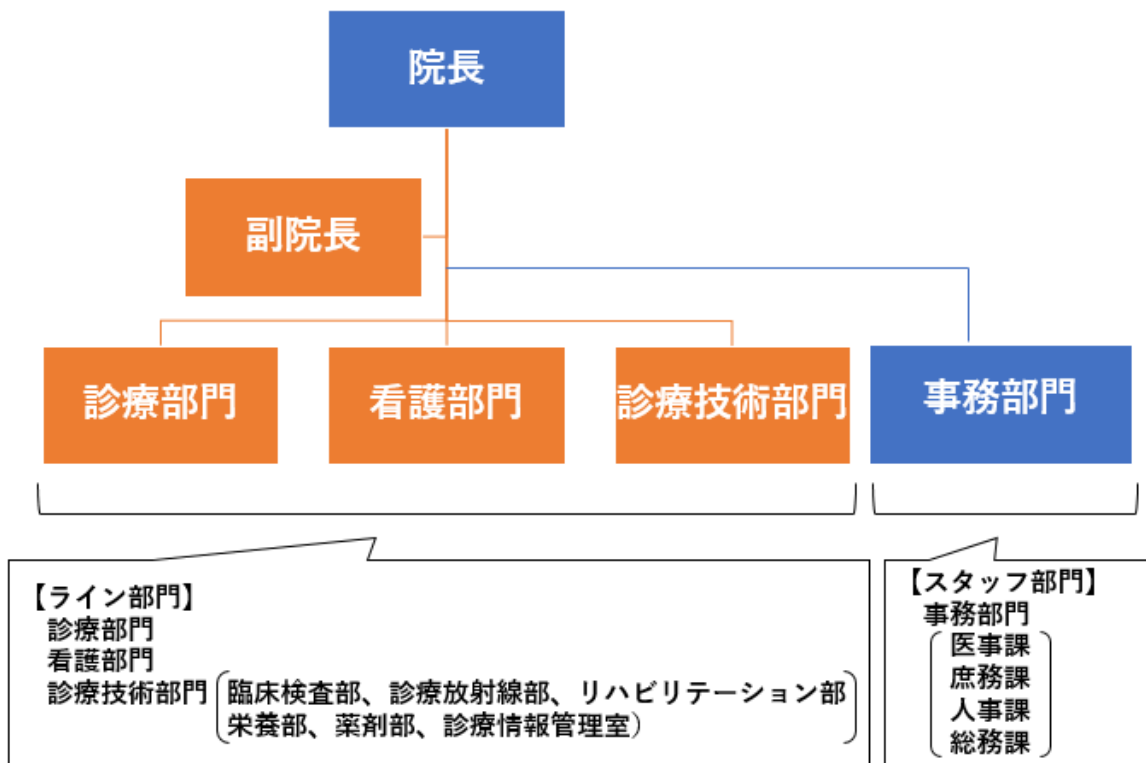 院長
副院長
診療部門
看護部門
診療技術部門
事務部門
【ライン部門】
診療部門
看護部門
診療技術部門 臨床検査部、診療放射線部、リハビリテーション部
栄養部、薬剤部、診療情報管理室）
【スタッフ部門】
事務部門
医事課
庶務課
人事課
総務課